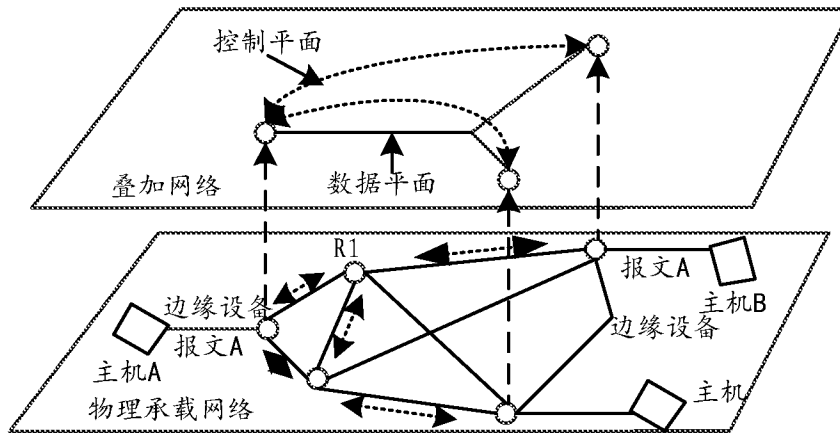 控制平面
叠加网络
数据平面
R1
报文A
主机B
边缘设备
边缘设备
报文A
主机A
主机
物理承载网络